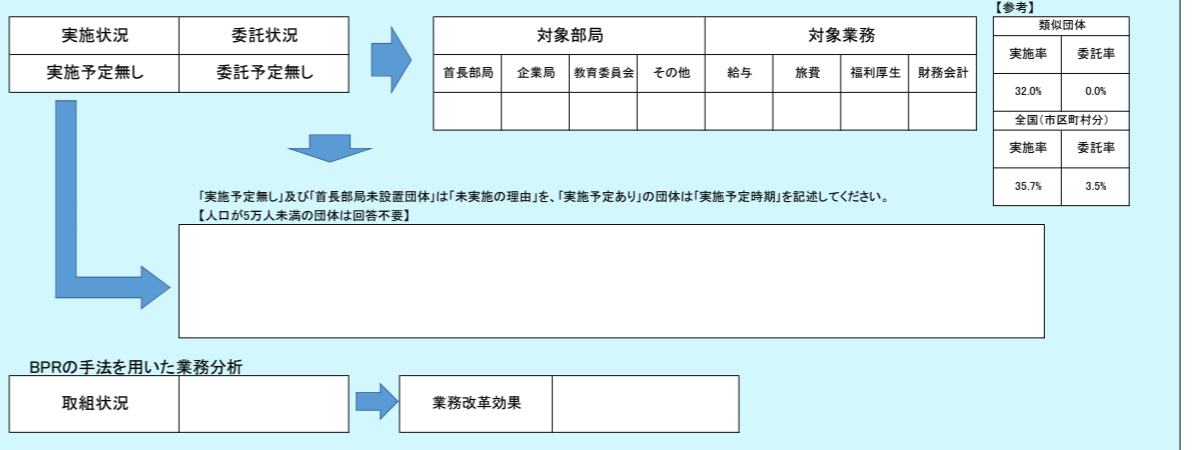 【参考】
実施状況 委託状況
実施予定無し 委託予定無し
対象部局 対象業務
首長部局 企業局 教育委員会 その他 給与 旅費 福利厚生 財務会計
類似団体
実施率 委託率
32.0% 0.0%
全国(市区町村分)
実施率 委託率
35.7% 3.5%
「実施予定無し」及び「首長部局未設置団体」は「未実施の理由」を、「実施予定あり」の団体は「実施予定時期」を記述してください。
【人口が5万人未満の団体は回答不要】
BPRの手法を用いた業務分析
取組状況
業務改革効果